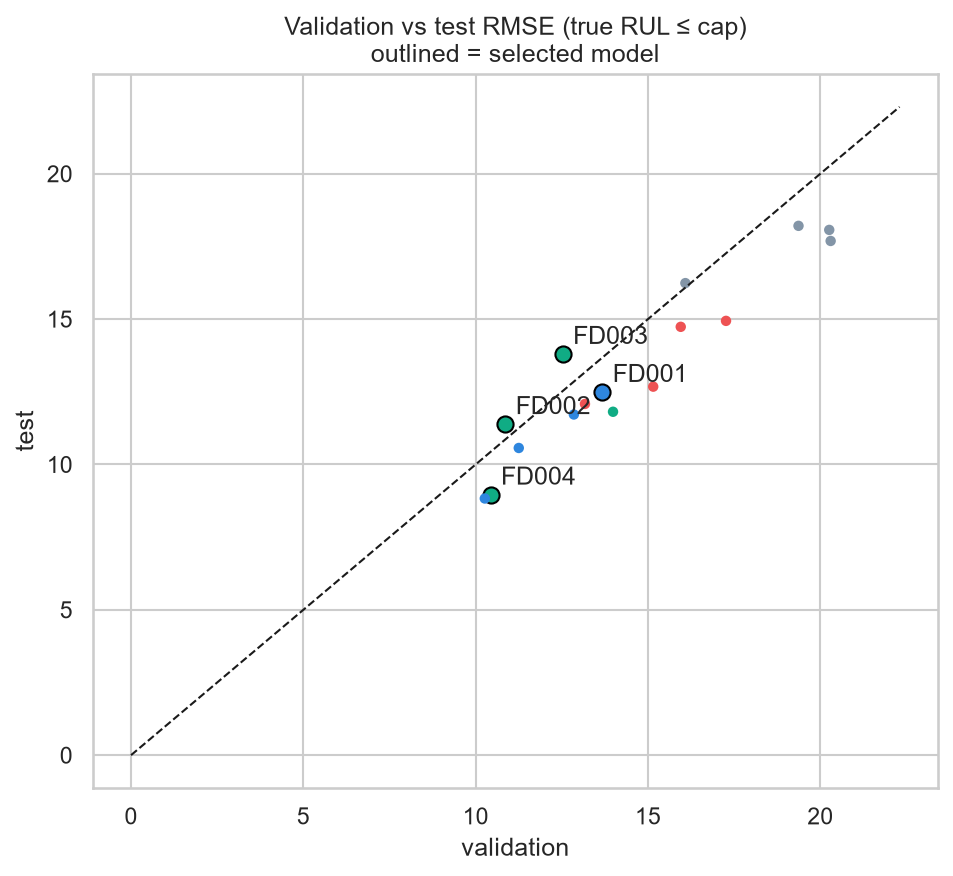 Validation vs test RMSE (true RUL ≤ cap)
outlined = selected model
test
20
15
10
5
0
FD003
FD001
FD002
FD004
0
5
10
15
20
validation